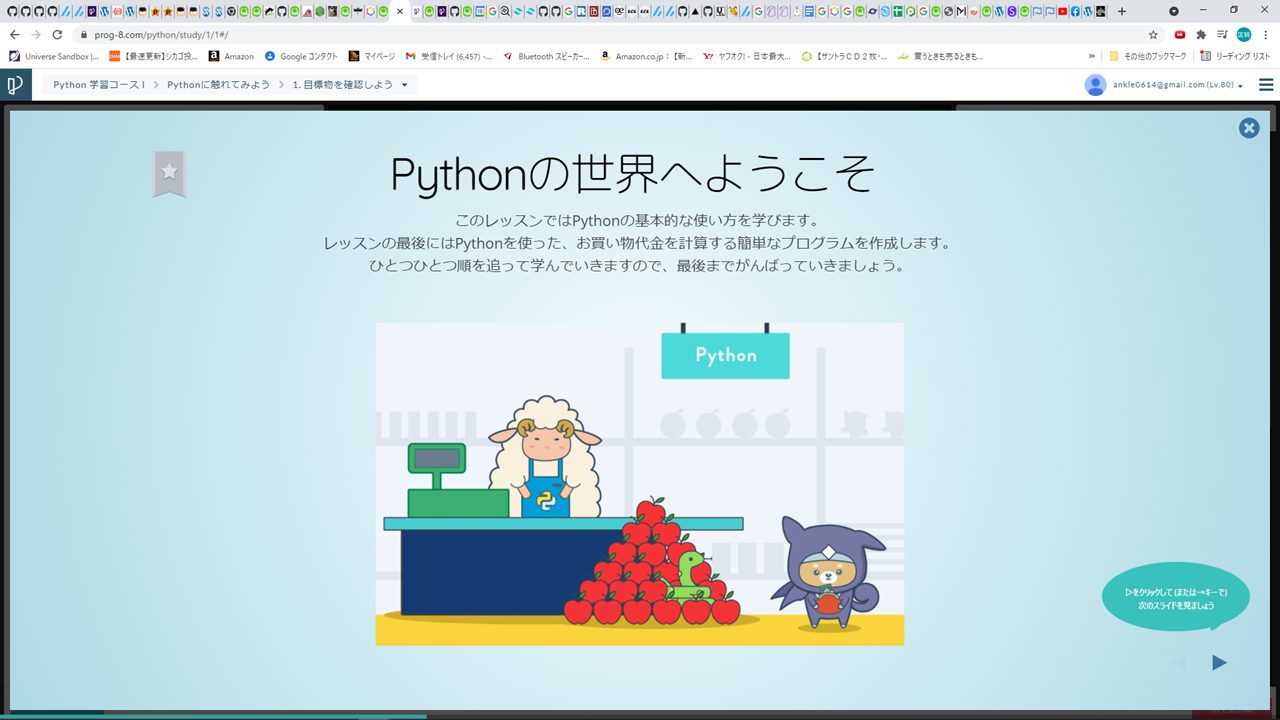 prog-8.com/python/study/1/1#/
Universe Sandbox |...
【最速更新】シカゴ投...
Amazon
Google コンタクト
マイページ
受信トレイ (6,457) -...
Bluetooth スピーカー...
Amazon.co.jp：【新...
ヤフオク! - 日本最大...
【サントラCD２枚・...
買うときも売るときも...
»
その他のブックマーク
リーディング リスト
Python 学習コース I > Pythonに触れてみよう > 1. 目標物を確認しよう
ankle0614@gmail.com (Lv.80)
Pythonの世界へようこそ
このレッスンではPythonの基本的な使い方を学びます。
レッスンの最後にはPythonを使った、お買い物代金を計算する簡単なプログラムを作成します。
ひとつひとつ順を追って学んでいきますので、最後までがんばっていきましょう。
Python
▷をクリックして (または→キーで)
次のスライドを見ましょう